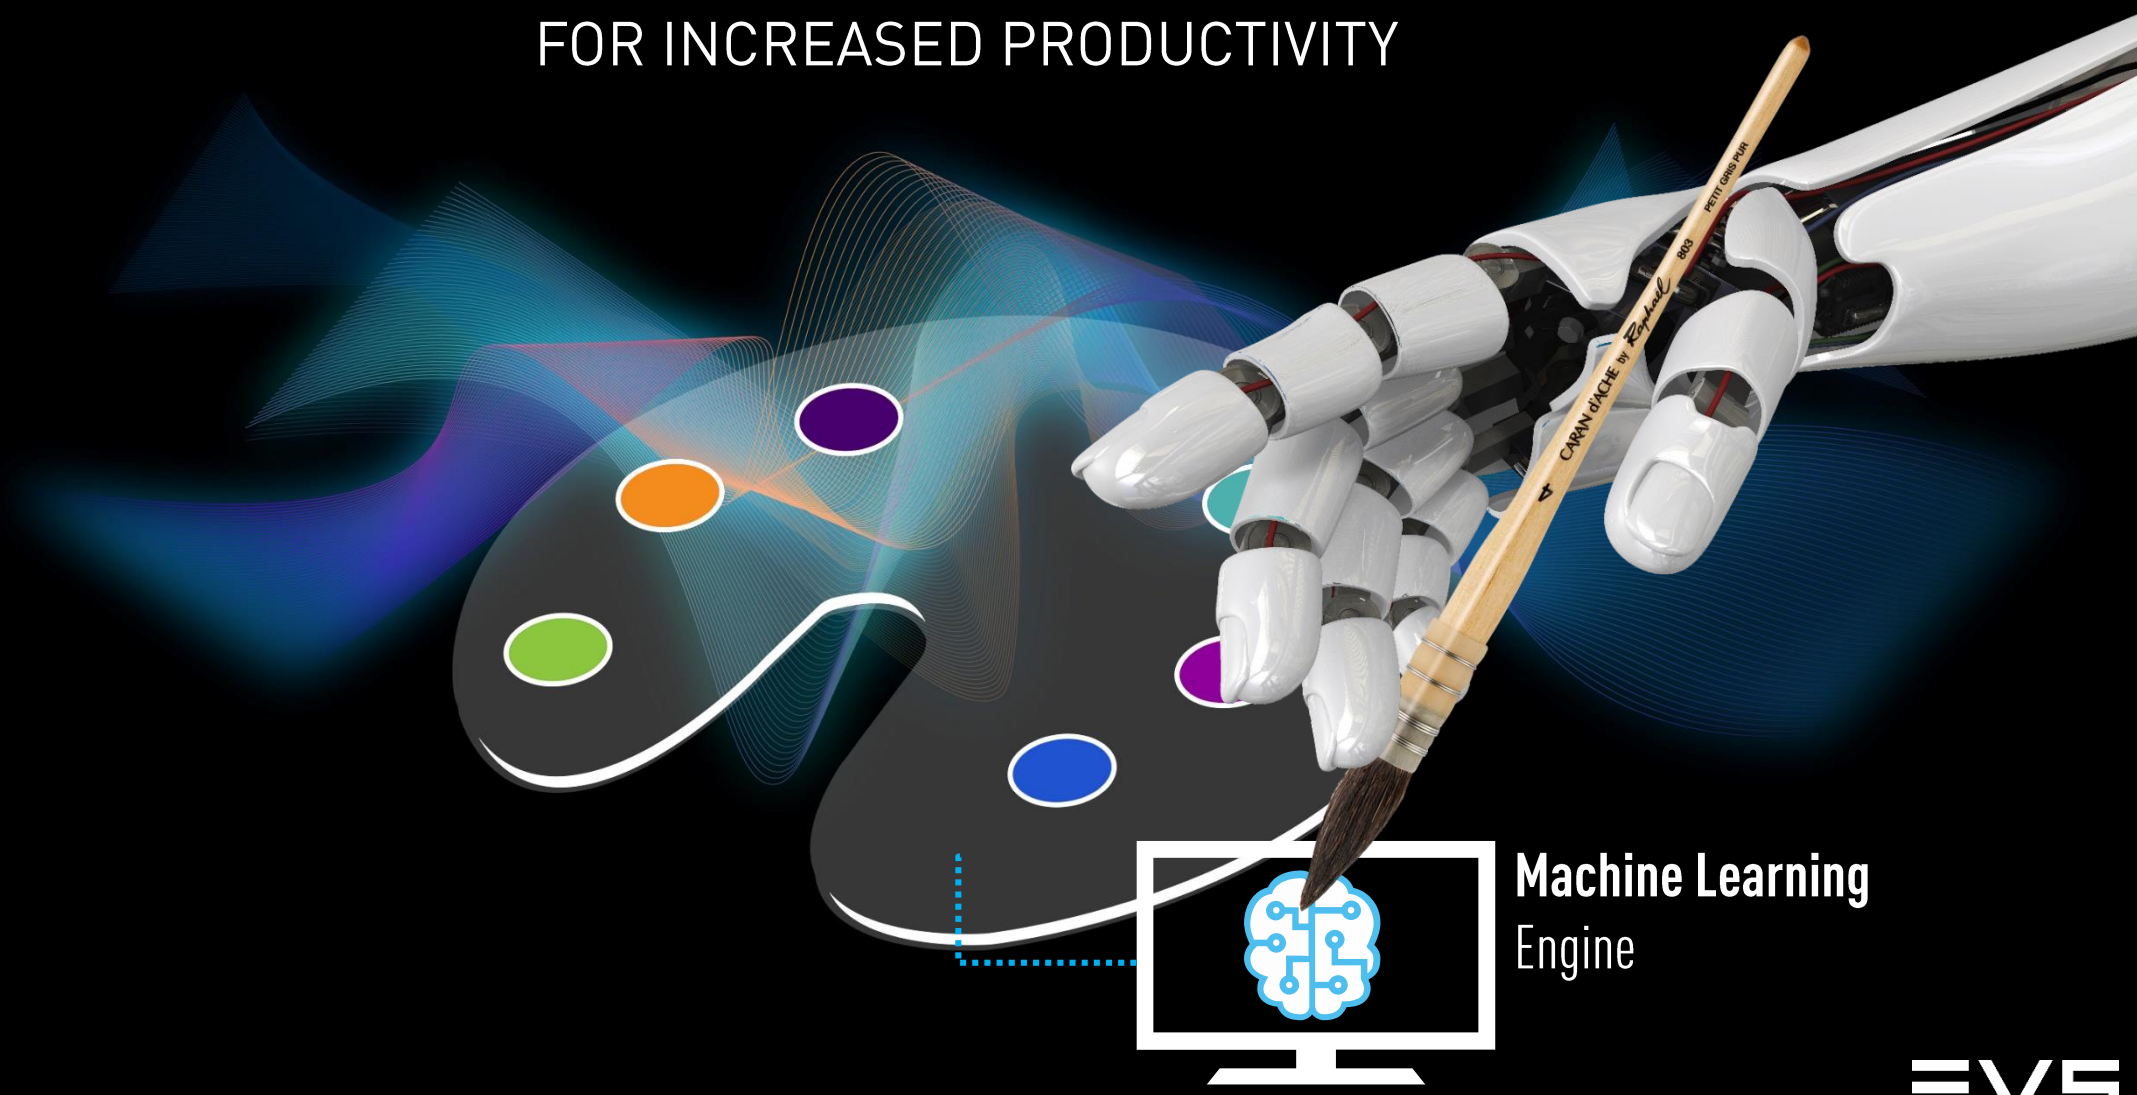 FOR INCREASED PRODUCTIVITY
PETIT GRIS PUR
803
CARAN d'ACHE by Raphaël
4
Machine Learning
Engine
EVS